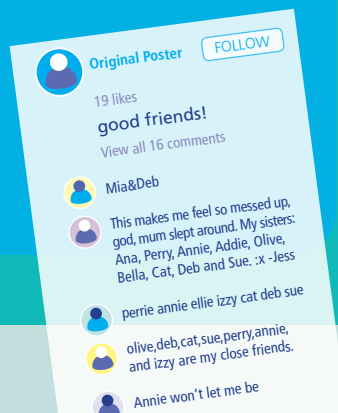 Original Poster
FOLLOW
19 likes
good friends!
View all 16 comments
Mia&Deb
This makes me feel so messed up,
god, mum slept around. My sisters:
Ana, Perry, Annie, Addie, Olive,
Bella, Cat, Deb and Sue. :x -Jess
perrie annie ellie izzy cat deb sue
olive,deb,cat,sue,perry,annie,
and izzy are my close friends.
Annie won't let me be